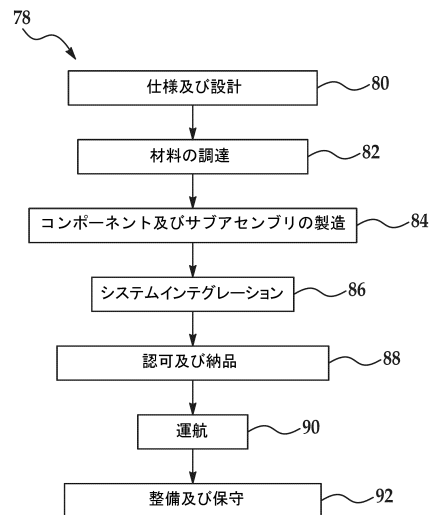 78
仕様及び設計 80
材料の調達 82
コンポーネント及びサブアセンブリの製造 84
システムインテグレーション 86
認可及び納品 88
運航 90
整備及び保守 92